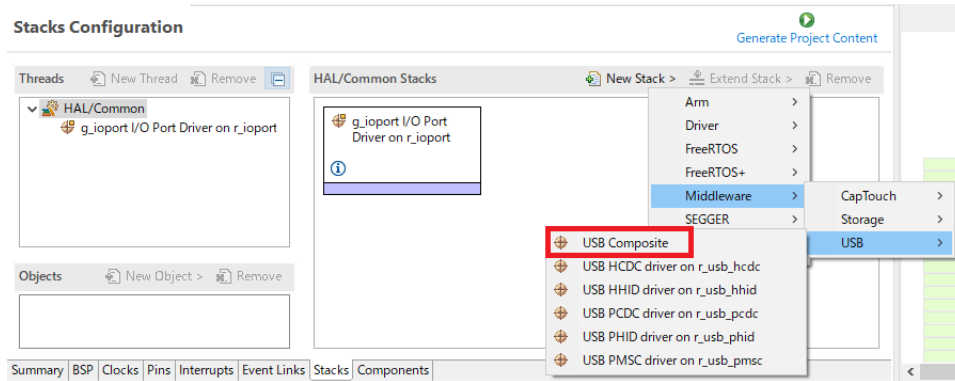 Stacks Configuration
Generate Project Content
Threads
New Thread
Remove
HAL/Common Stacks
New Stack >
Extend Stack >
Remove
HAL/Common
g_ioport I/O Port Driver on r_ioport
g_ioport I/O Port
Driver on r_ioport
Arm >
Driver >
FreeRTOS >
FreeRTOS+ >
Middleware >
SEGGER >
CapTouch >
Storage >
USB >
USB Composite
USB HCDC driver on r_usb_hcdc
USB HHID driver on r_usb_hhid
USB PCDC driver on r_usb_pcdc
USB PHID driver on r_usb_phid
USB PMSC driver on r_usb_pmsc
Objects
New Object >
Remove
Summary BSP Clocks Pins Interrupts Event Links Stacks Components